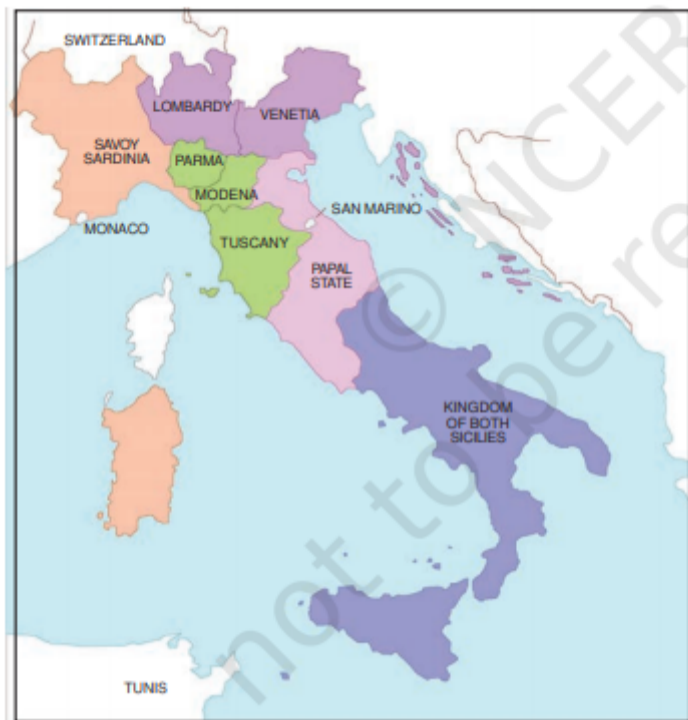 SWITZERLAND
LOMBARDY
VENETIA
SAVOY
SARDINIA
PARMA
MODENA
SAN MARINO
MONACO
TUSCANY
PAPAL
STATE
KINGDOM
OF BOTH
SICILIES
TUNIS
© NCER
not to be re